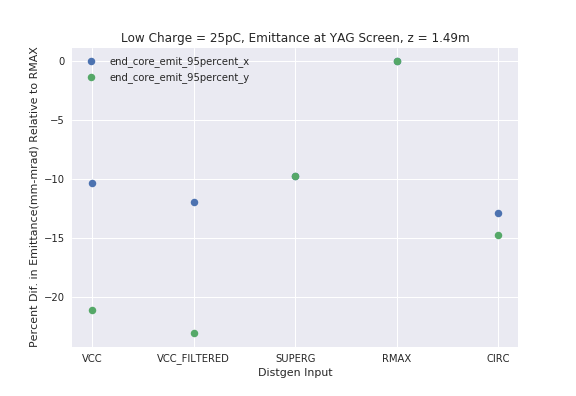 Low Charge = 25pC, Emittance at YAG Screen, z = 1.49m
end_core_emit_95percent_x
end_core_emit_95percent_y
Percent Dif. in Emittance(mm-mrad) Relative to RMAX
0
−5
−10
−15
−20
VCC
VCC_FILTERED
SUPERG
RMAX
CIRC
Distgen Input